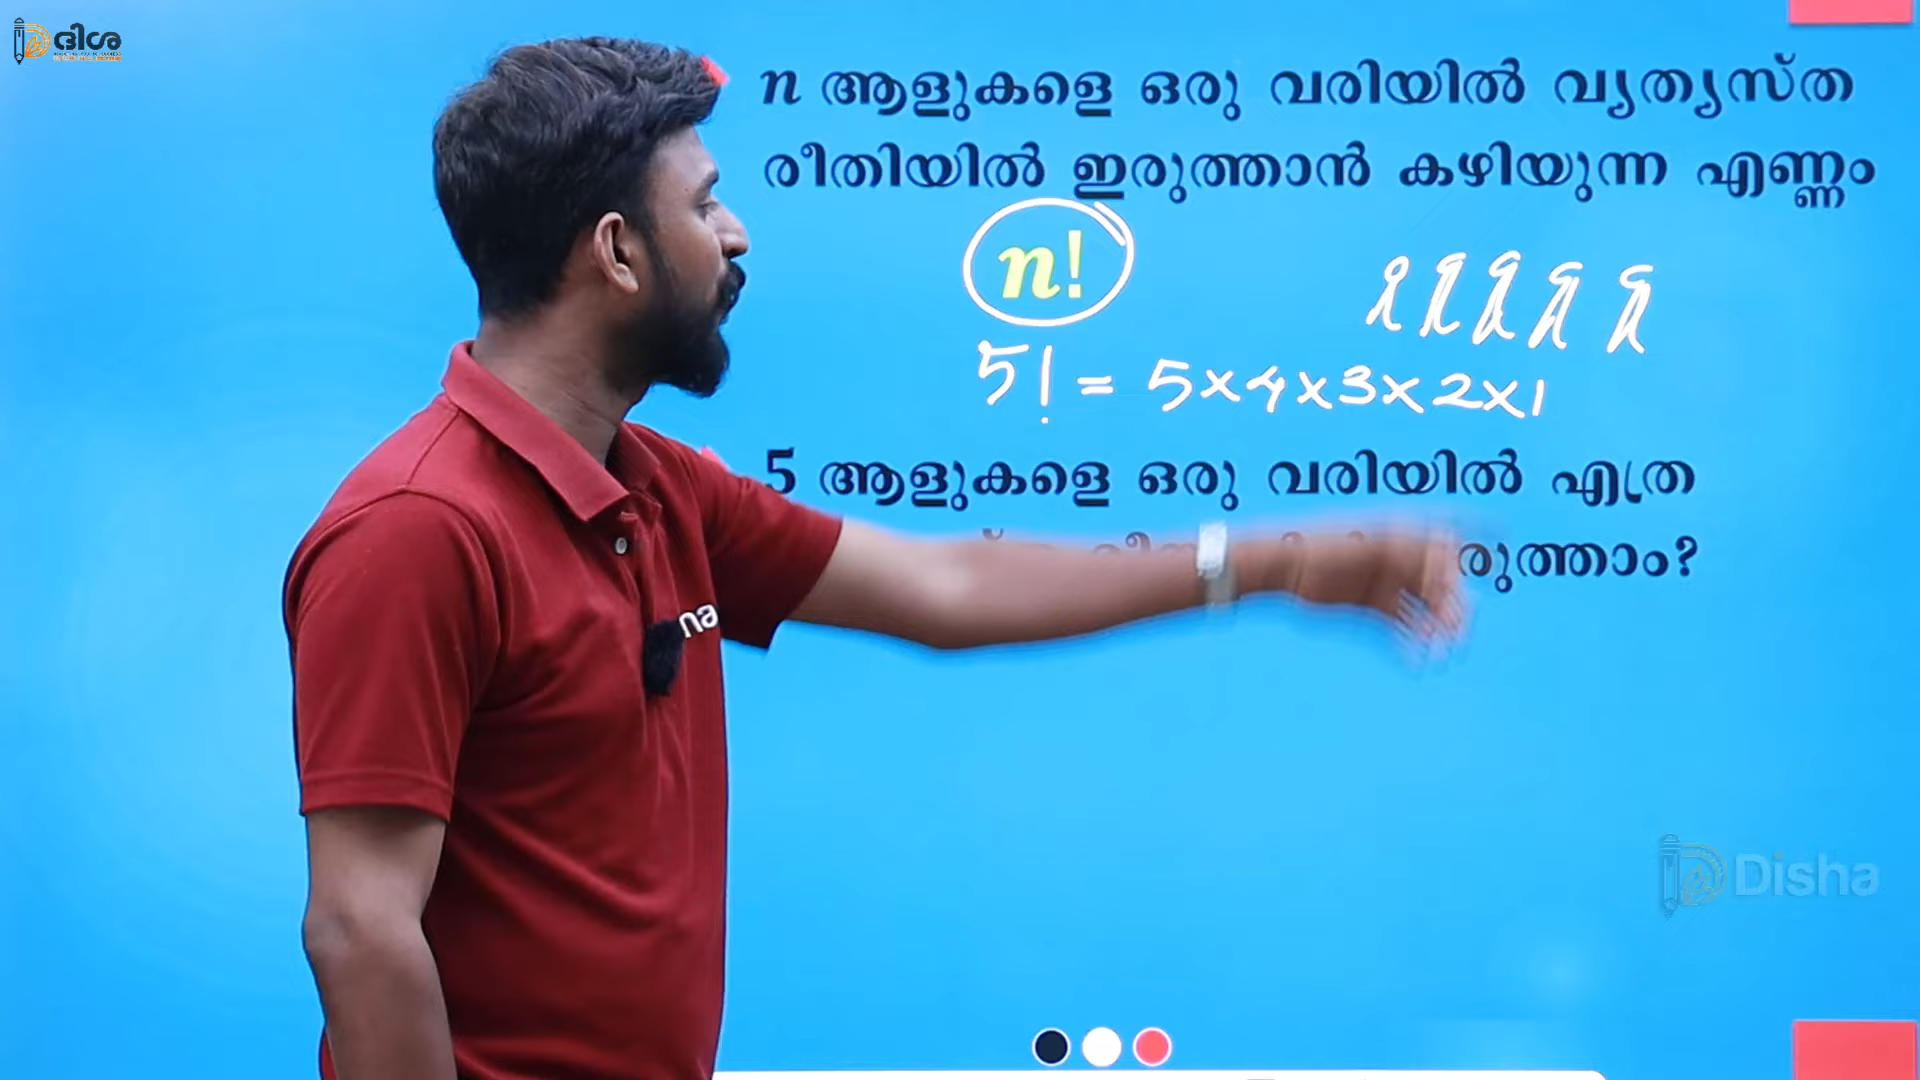 ദിശ
n ആളുകളെ ഒരു വരിയിൽ വ്യത്യസ്ത
രീതിയിൽ ഇരുത്താൻ കഴിയുന്ന എണ്ണം
n!
5! = 5×4×3×2×1
5 ആളുകളെ ഒരു വരിയിൽ എത്ര
രുത്താം?
na
Disha